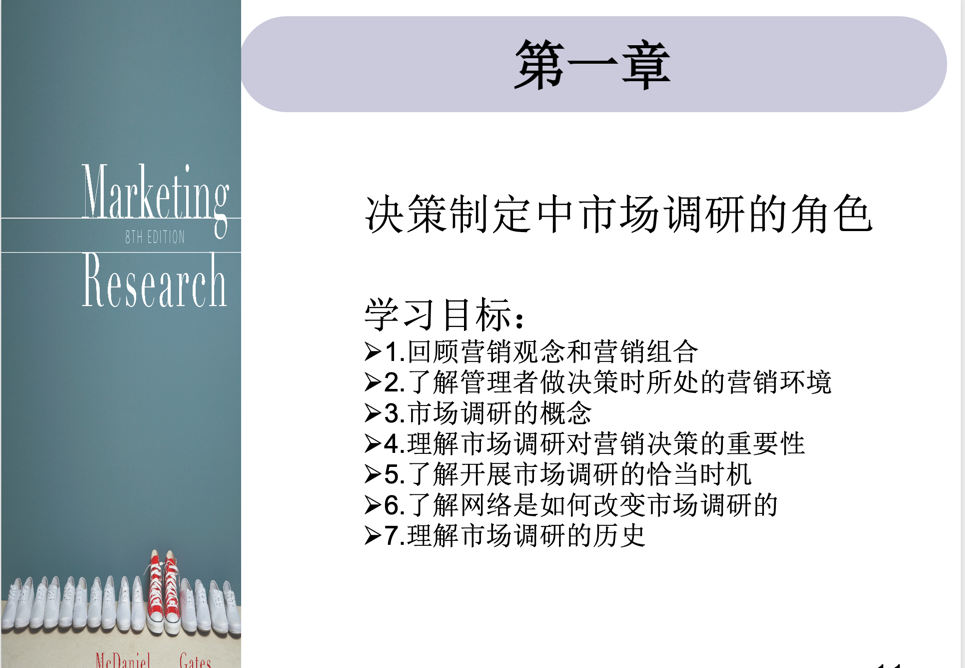 第一章
Marketing
8TH EDITION
Research
决策制定中市场调研的角色
学习目标：
➢1.回顾营销观念和营销组合
➢2.了解管理者做决策时所处的营销环境
➢3.市场调研的概念
➢4.理解市场调研对营销决策的重要性
➢5.了解开展市场调研的恰当时机
➢6.了解网络是如何改变市场调研的
➢7.理解市场调研的历史
McDaniel Gates